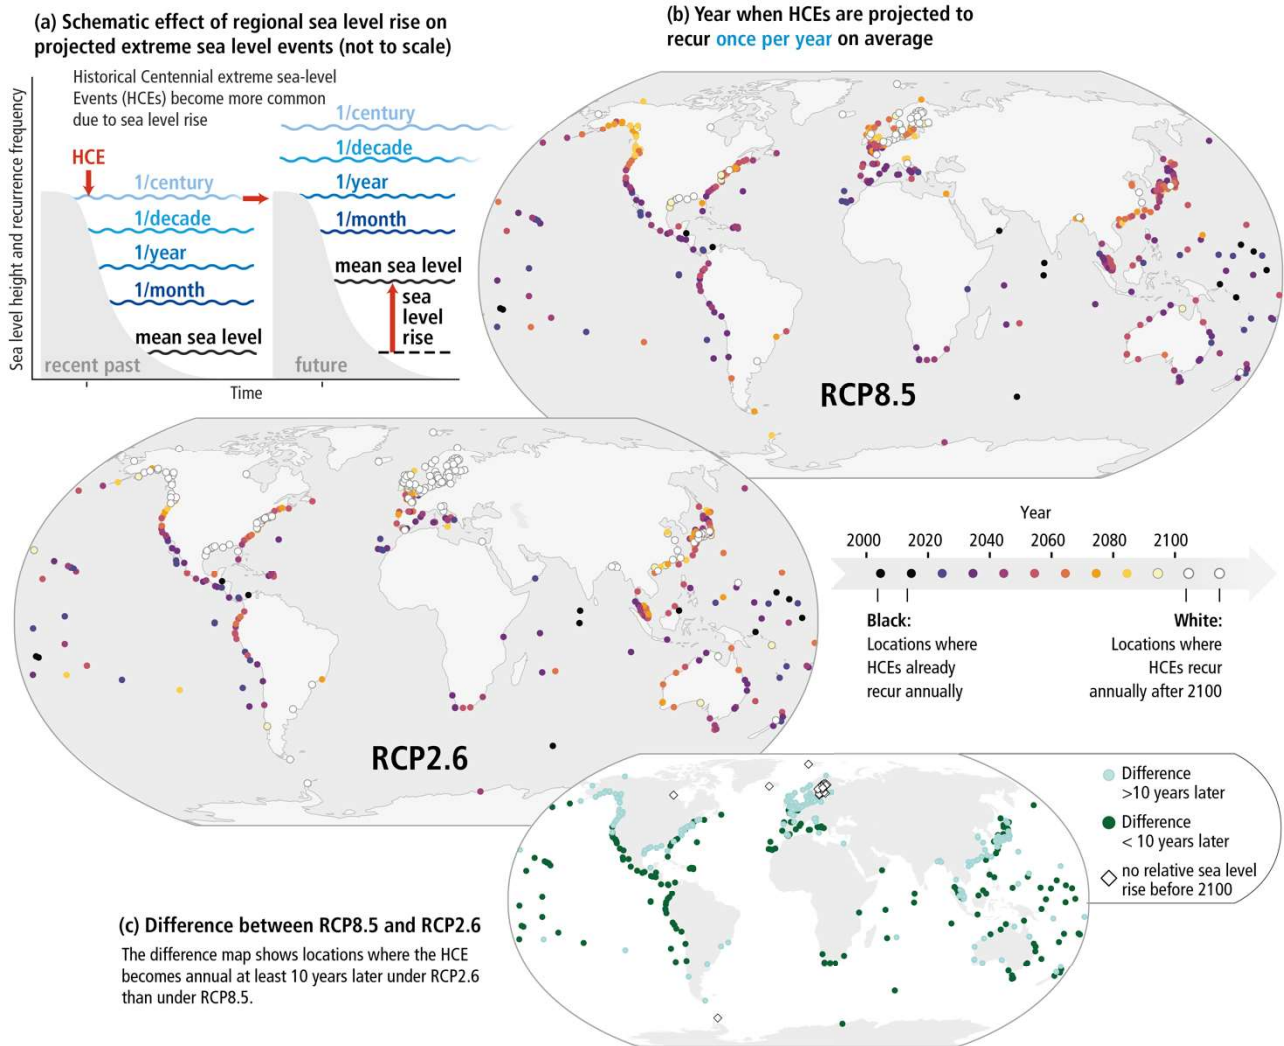 (a) Schematic effect of regional sea level rise on
projected extreme sea level events (not to scale)
Sea level height and recurrence frequency
Historical Centennial extreme sea-level
Events (HCEs) become more common
due to sea level rise
HCE
1/century
1/decade
1/year
1/month
mean sea level
recent past
1/century
1/decade
1/year
1/month
mean sea level
sea
level
rise
future
Time
(b) Year when HCEs are projected to
recur once per year on average
RCP8.5
RCP2.6
Year
2000 2020 2040 2060 2080 2100
Black:
Locations where
HCEs already
recur annually
White:
Locations where
HCEs recur
annually after 2100
(c) Difference between RCP8.5 and RCP2.6
The difference map shows locations where the HCE
becomes annual at least 10 years later under RCP2.6
than under RCP8.5.
Difference
>10 years later
Difference
< 10 years later
no relative sea level
rise before 2100